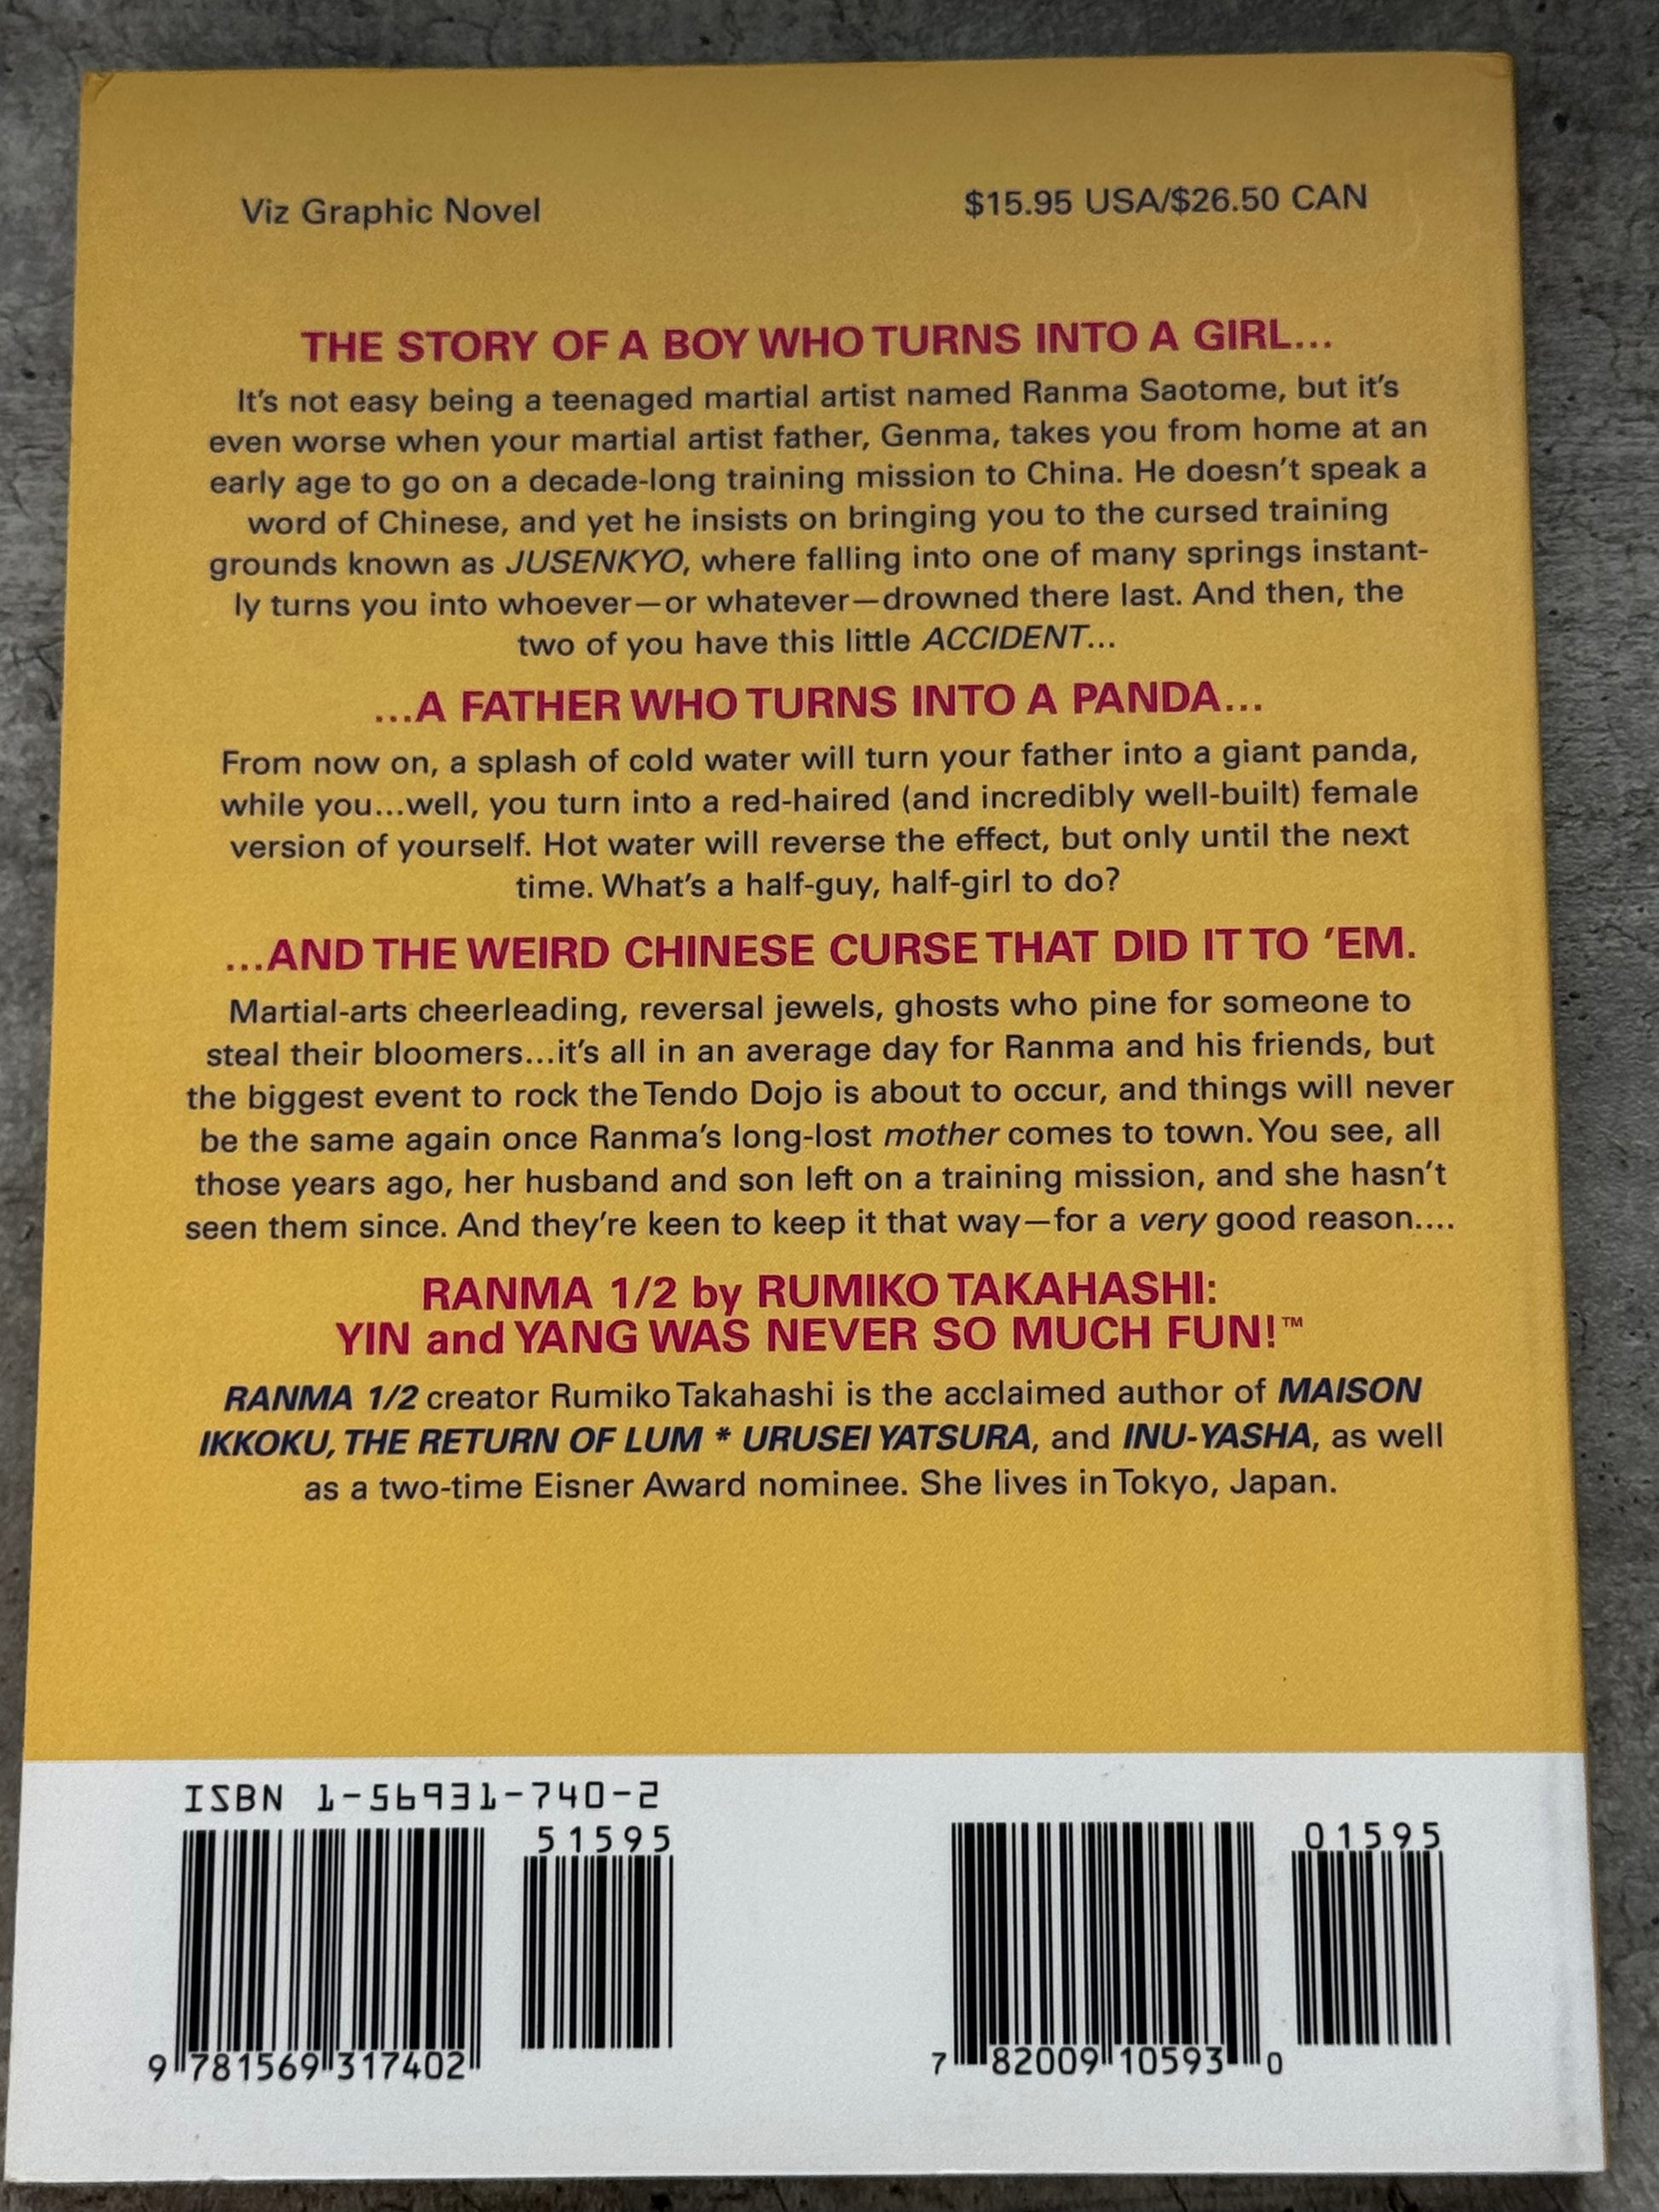 Viz Graphic Novel
$15.95 USA/$26.50 CAN
THE STORY OF A BOY WHO TURNS INTO A GIRL...
It's not easy being a teenaged martial artist named Ranma Saotome, but it's
even worse when your martial artist father, Genma, takes you from home at an
early age to go on a decade-long training mission to China. He doesn't speak a
word of Chinese, and yet he insists on bringing you to the cursed training
grounds known as JUSENKYO, where falling into one of many springs instant-
ly turns you into whoever—or whatever—drowned there last. And then, the
two of you have this little ACCIDENT...
...A FATHER WHO TURNS INTO A PANDA...
From now on, a splash of cold water will turn your father into a giant panda,
while you...well, you turn into a red-haired (and incredibly well-built) female
version of yourself. Hot water will reverse the effect, but only until the next
time. What's a half-guy, half-girl to do?
...AND THE WEIRD CHINESE CURSE THAT DID IT TO 'EM.
Martial-arts cheerleading, reversal jewels, ghosts who pine for someone to
steal their bloomers...it's all in an average day for Ranma and his friends, but
the biggest event to rock the Tendo Dojo is about to occur, and things will never
be the same again once Ranma's long-lost mother comes to town. You see, all
those years ago, her husband and son left on a training mission, and she hasn't
seen them since. And they're keen to keep it that way—for a very good reason....
RANMA 1/2 by RUMIKO TAKAHASHI:
YIN and YANG WAS NEVER SO MUCH FUN!™
RANMA 1/2 creator Rumiko Takahashi is the acclaimed author of MAISON
IKKOKU, THE RETURN OF LUM * URUSEI YATSURA, and INU-YASHA, as well
as a two-time Eisner Award nominee. She lives in Tokyo, Japan.
ISBN 1-56931-740-2
51595
9 781569 317402
01595
7 82009 10593 0